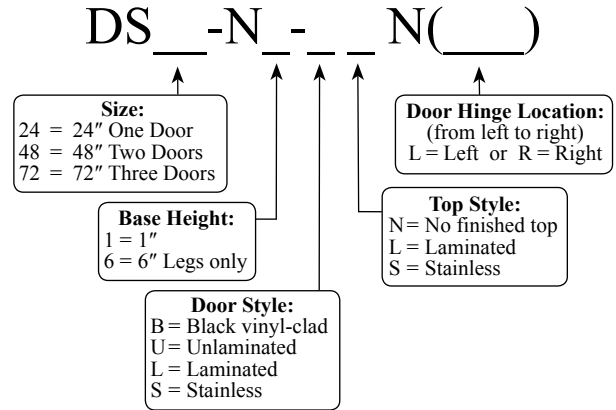 DS__-N_-_ _ N(____)
Size:
24 = 24″ One Door
48 = 48″ Two Doors
72 = 72″ Three Doors
Door Hinge Location:
(from left to right)
L = Left or R = Right
Base Height:
1 = 1″
6 = 6″ Legs only
Top Style:
N = No finished top
L = Laminated
S = Stainless
Door Style:
B = Black vinyl-clad
U = Unlaminated
L = Laminated
S = Stainless